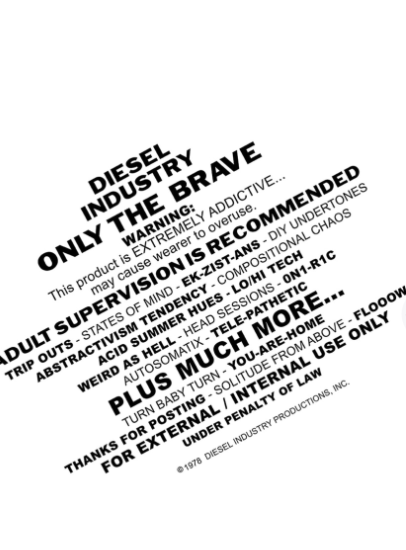 DIESEL
INDUSTRY
ONLY THE BRAVE
WARNING:
This product is EXTREMELY ADDICTIVE...
may cause wearer to overuse.
ADULT SUPERVISION IS RECOMMENDED
TRIP OUTS - STATES OF MIND - EK-ZIST-ANS - DIY UNDERTONES
ABSTRACTIVISM TENDENCY - COMPOSITIONAL CHAOS
ACID SUMMER HUES - LO/HI TECH
WEIRD AS HELL - HEAD SESSIONS - 0N1-R1C
AUTOSOMATIX - TELE-PATHETIC
PLUS MUCH MORE...
TURN BABY TURN - YOU-ARE-HOME
THANKS FOR POSTING - SOLITUDE FROM ABOVE - FLOOOW
FOR EXTERNAL / INTERNAL USE ONLY
UNDER PENALTY OF LAW
©1978 DIESEL INDUSTRY PRODUCTIONS, INC.